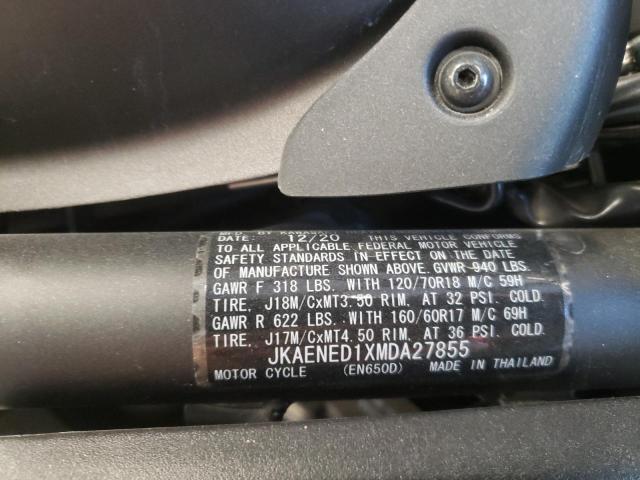 MFD. BY KAWASA
DATE: 12/20 THIS VEHICLE CONFORMS
TO ALL APPLICABLE FEDERAL MOTOR VEHICLE
SAFETY STANDARDS IN EFFECT ON THE DATE
OF MANUFACTURE SHOWN ABOVE. GVWR 940 LBS.
GAWR F 318 LBS. WITH 120/70R18 M/C 59H
TIRE, J18M/CxMT3.50 RIM, AT 32 PSI. COLD.
GAWR R 622 LBS. WITH 160/60R17 M/C 69H
TIRE, J17M/CxMT4.50 RIM, AT 36 PSI. COLD.
JKAENED1XMDA27855
MOTOR CYCLE (EN650D) MADE IN THAILAND